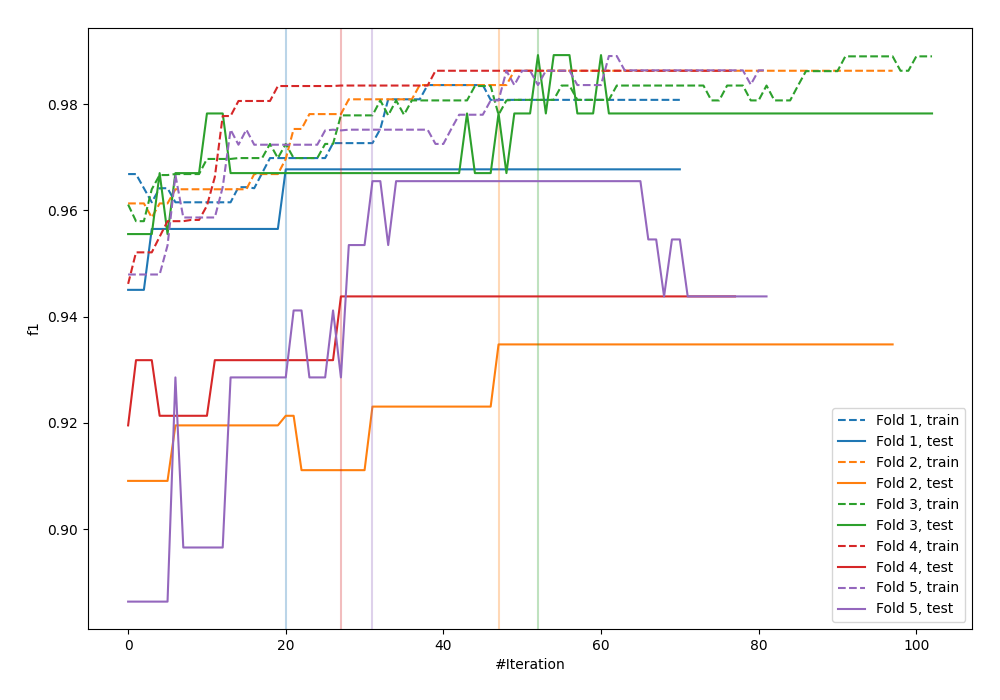 0.98
0.96
0.94
0.92
0.90
f1
0
20
40
60
80
100
#Iteration
Fold 1, train
Fold 1, test
Fold 2, train
Fold 2, test
Fold 3, train
Fold 3, test
Fold 4, train
Fold 4, test
Fold 5, train
Fold 5, test